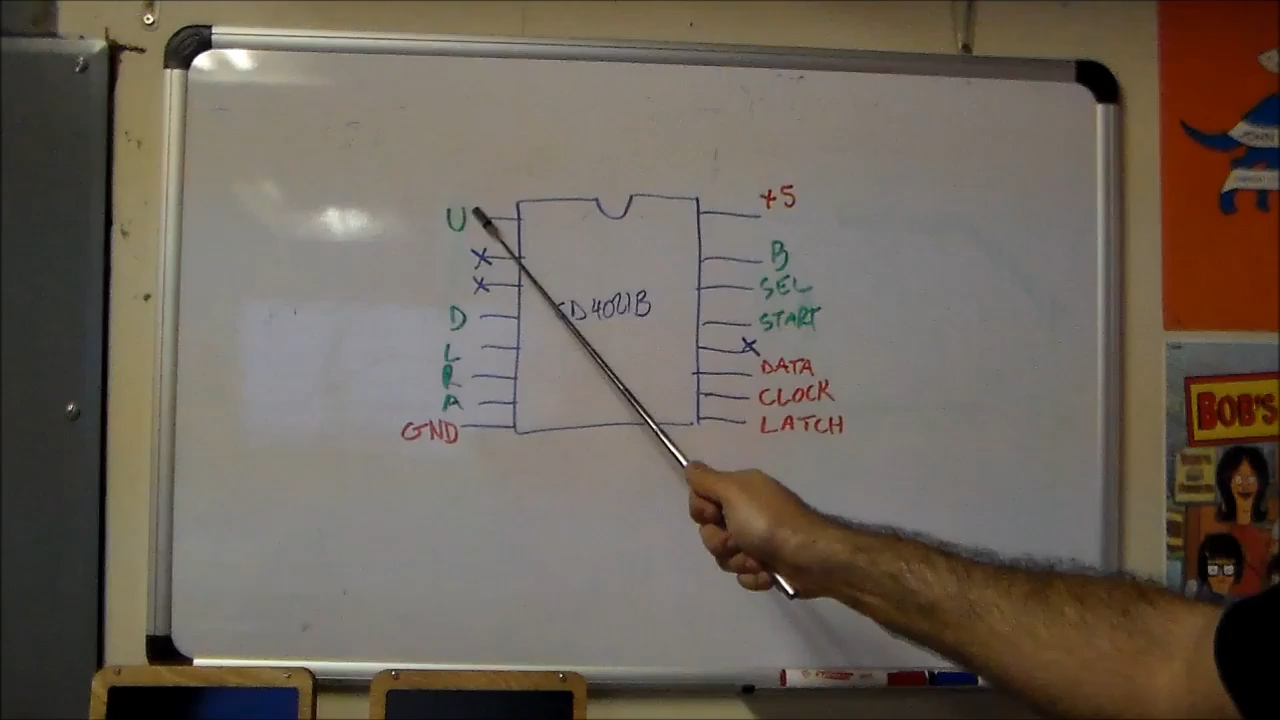 +5
U
X
X
D
L
R
A
GND
CD4021B
B
SEL
START
X
DATA
CLOCK
LATCH
BOB'S